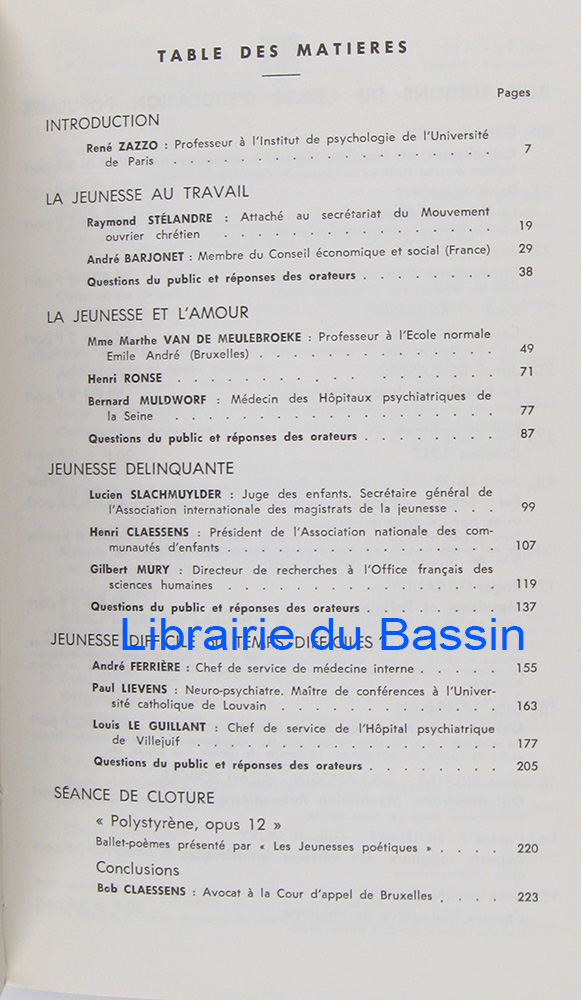 TABLE DES MATIERES
Pages
INTRODUCTION
René ZAZZO : Professeur à l'Institut de psychologie de l'Université
de Paris . . . . . . . . . . . . . . . . . . 7
LA JEUNESSE AU TRAVAIL
Raymond STÉLANDRE : Attaché au secrétariat du Mouvement
ouvrier chrétien . . . . . . . . . . . . . . . 19
André BARJONET : Membre du Conseil économique et social (France) 29
Questions du public et réponses des orateurs . . . . . . . . 38
LA JEUNESSE ET L'AMOUR
Mme Marthe VAN DE MEULEBROEKE : Professeur à l'Ecole normale
Emile André (Bruxelles) . . . . . . . . . . . . . 49
Henri RONSE . . . . . . . . . . . . . . . . . . 71
Bernard MULDWORF : Médecin des Hôpitaux psychiatriques de
la Seine . . . . . . . . . . . . . . . . . . 77
Questions du public et réponses des orateurs . . . . . . . . 87
JEUNESSE DELINQUANTE
Lucien SLACHMUYLDER : Juge des enfants. Secrétaire général de
l'Association internationale des magistrats de la jeunesse . . . 99
Henri CLAESSENS : Président de l'Association nationale des com-
munautés d'enfants . . . . . . . . . . . . . . . 107
Gilbert MURY : Directeur de recherches à l'Office français des
sciences humaines . . . . . . . . . . . . . . . 119
Questions du public et réponses des orateurs . . . . . . . . 137
JEUNESSE DIFFICILE OU TEMPS DIFFICILES ?
Librairie du Bassin
André FERRIÈRE : Chef de service de médecine interne . . . . . 155
Paul LIEVENS : Neuro-psychiatre. Maître de conférences à l'Univer-
sité catholique de Louvain . . . . . . . . . . . . 163
Louis LE GUILLANT : Chef de service de l'Hôpital psychiatrique
de Villejuif . . . . . . . . . . . . . . . . . 177
Questions du public et réponses des orateurs . . . . . . . . 205
SÉANCE DE CLOTURE
« Polystyrène, opus 12 »
Ballet-poèmes présenté par « Les Jeunesses poétiques » . . . . 220
Conclusions
Bob CLAESSENS : Avocat à la Cour d'appel de Bruxelles . . . . 223